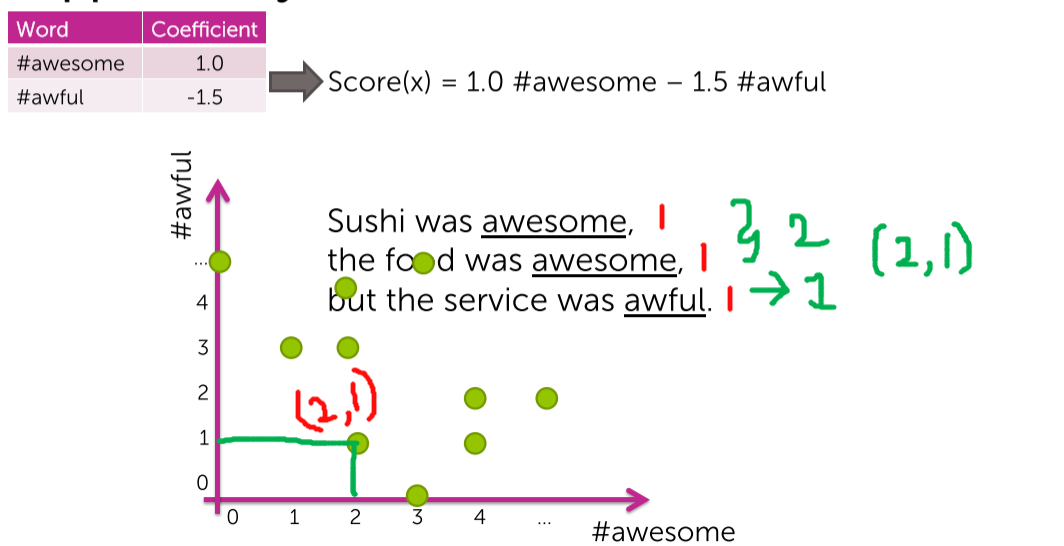 Word Coefficient
#awesome 1.0
#awful -1.5
Score(x) = 1.0 #awesome – 1.5 #awful
#awful
Sushi was awesome, 1 } 2 (2,1)
the food was awesome, 1
but the service was awful. 1 → 1
...
4
3
2
1
0
(2,1)
0 1 2 3 4 ...
#awesome